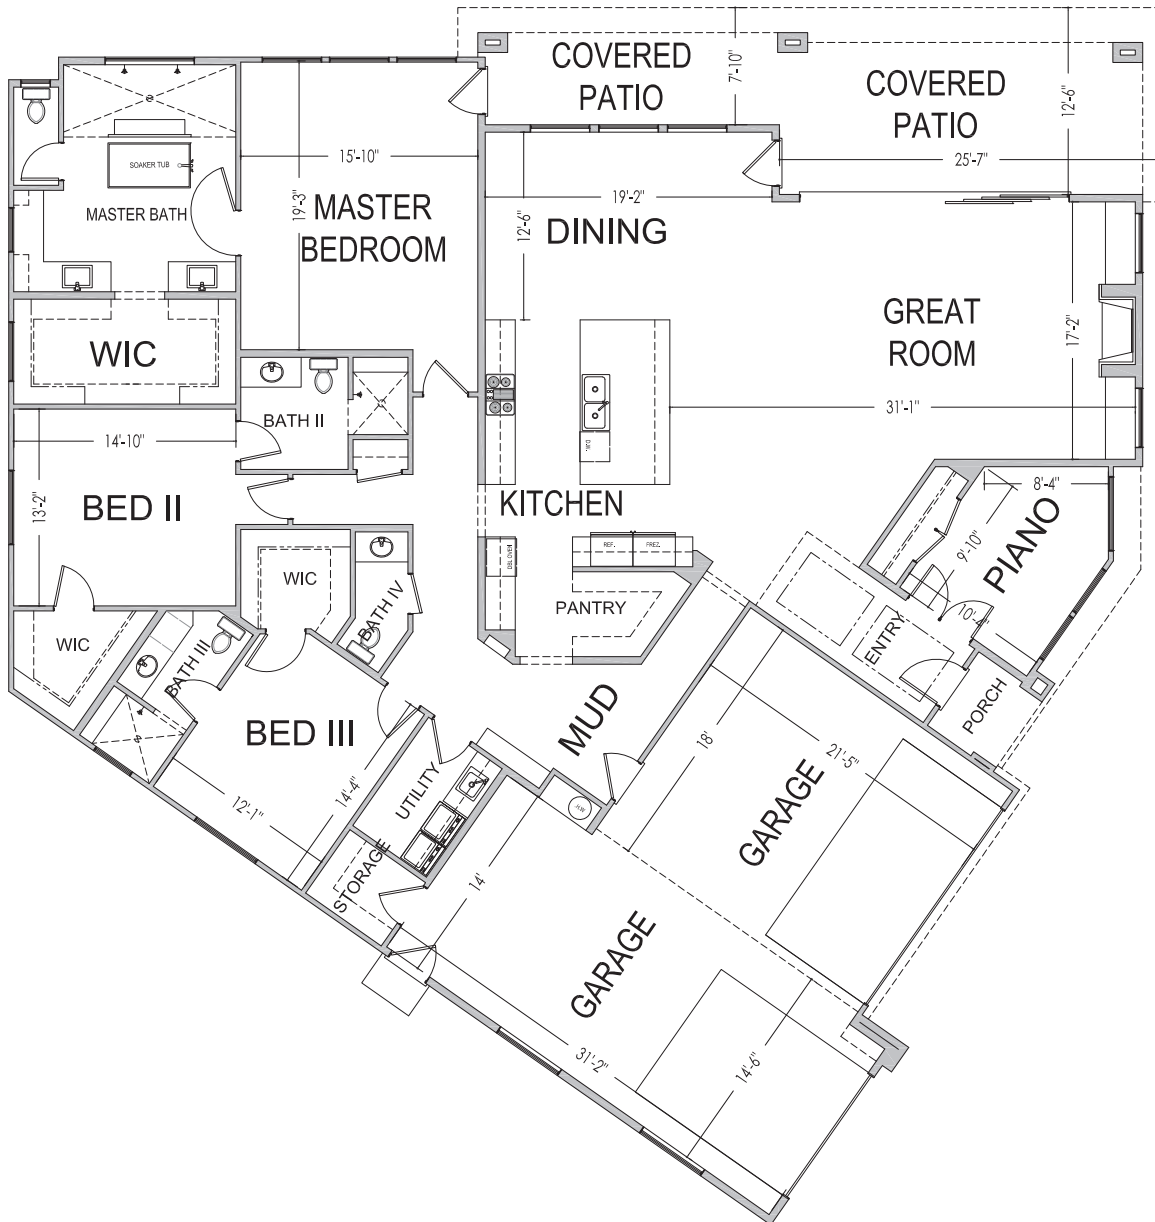 COVERED
PATIO
7'-10"
COVERED
PATIO
12'-6"
25'-7"
SOAKER TUB
MASTER BATH
15'-10"
19'-3"
MASTER
BEDROOM
19'-2"
12'-6"
DINING
GREAT
ROOM
17'-2"
31'-1"
WIC
BATH II
14'-10"
13'-2"
BED II
D.W.
KITCHEN
REF.
FREZ.
DBL OVEN
PANTRY
8'-4"
9'-10"
PIANO
10'-4"
ENTRY
PORCH
WIC
BATH IV
WIC
BATH III
BED III
12'-1"
14'-4"
MUD
UTILITY
STORAGE
H.W.
18'
21'-5"
GARAGE
14'
GARAGE
31'-2"
14'-6"